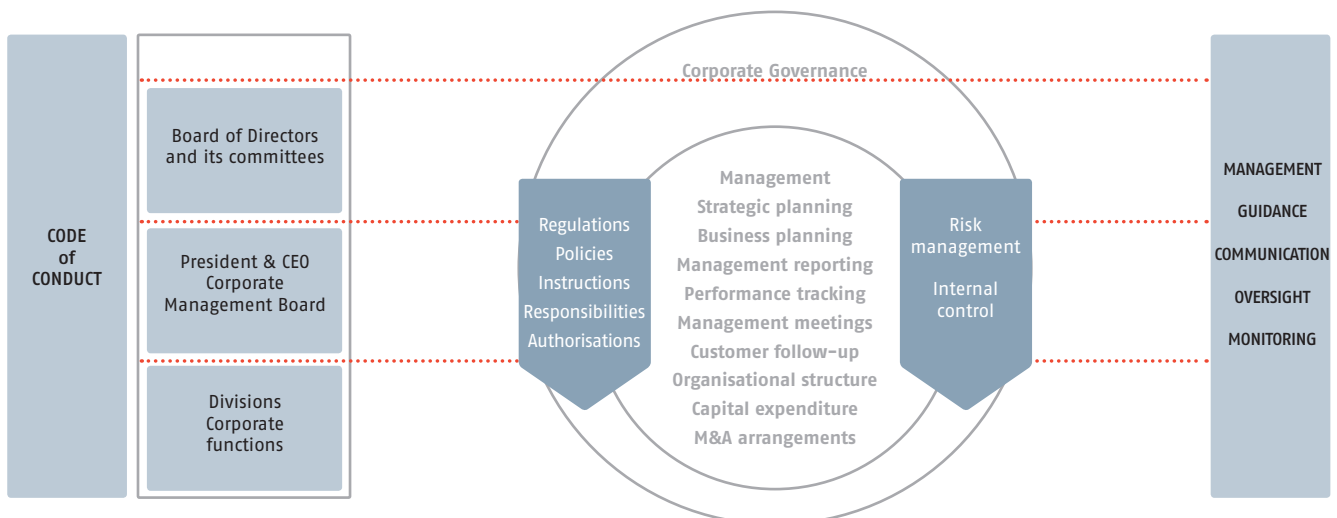 CODE
of
CONDUCT
Board of Directors
and its committees
President & CEO
Corporate
Management Board
Divisions
Corporate
functions
Corporate Governance
Regulations
Policies
Instructions
Responsibilities
Authorisations
Management
Strategic planning
Business planning
Management reporting
Performance tracking
Management meetings
Customer follow-up
Organisational structure
Capital expenditure
M&A arrangements
Risk
management
Internal
control
MANAGEMENT
GUIDANCE
COMMUNICATION
OVERSIGHT
MONITORING